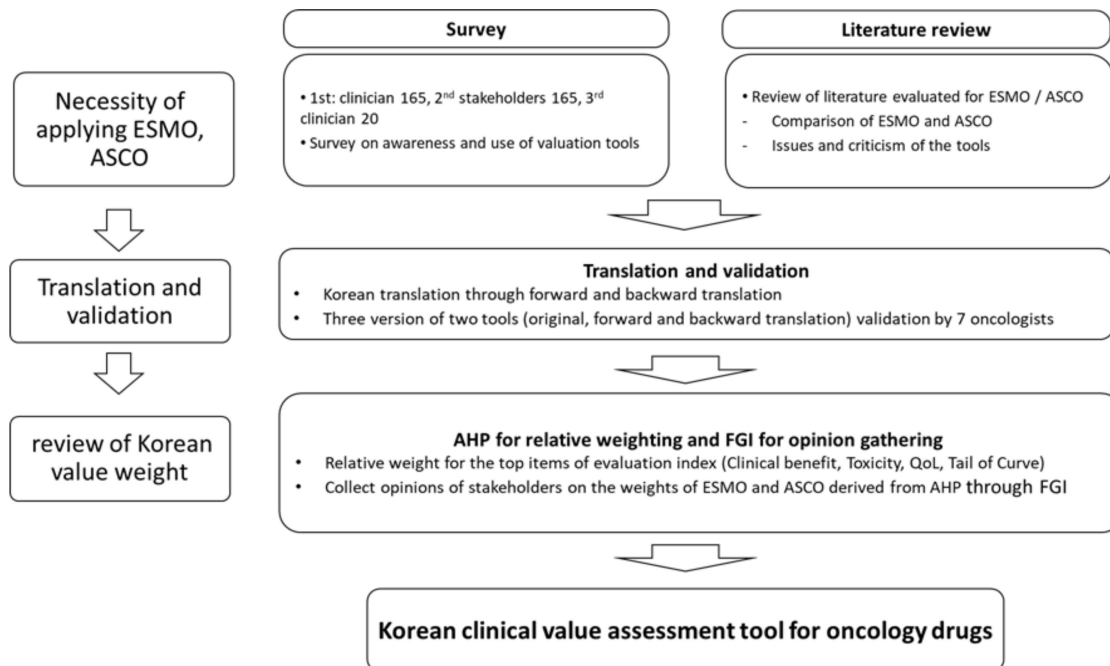 Survey
Literature review
Necessity of
applying ESMO,
ASCO
• 1st: clinician 165, 2nd stakeholders 165, 3rd
clinician 20
• Survey on awareness and use of valuation tools
• Review of literature evaluated for ESMO / ASCO
- Comparison of ESMO and ASCO
- Issues and criticism of the tools
Translation and
validation
Translation and validation
• Korean translation through forward and backward translation
• Three version of two tools (original, forward and backward translation) validation by 7 oncologists
review of Korean
value weight
AHP for relative weighting and FGI for opinion gathering
• Relative weight for the top items of evaluation index (Clinical benefit, Toxicity, QoL, Tail of Curve)
• Collect opinions of stakeholders on the weights of ESMO and ASCO derived from AHP through FGI
Korean clinical value assessment tool for oncology drugs